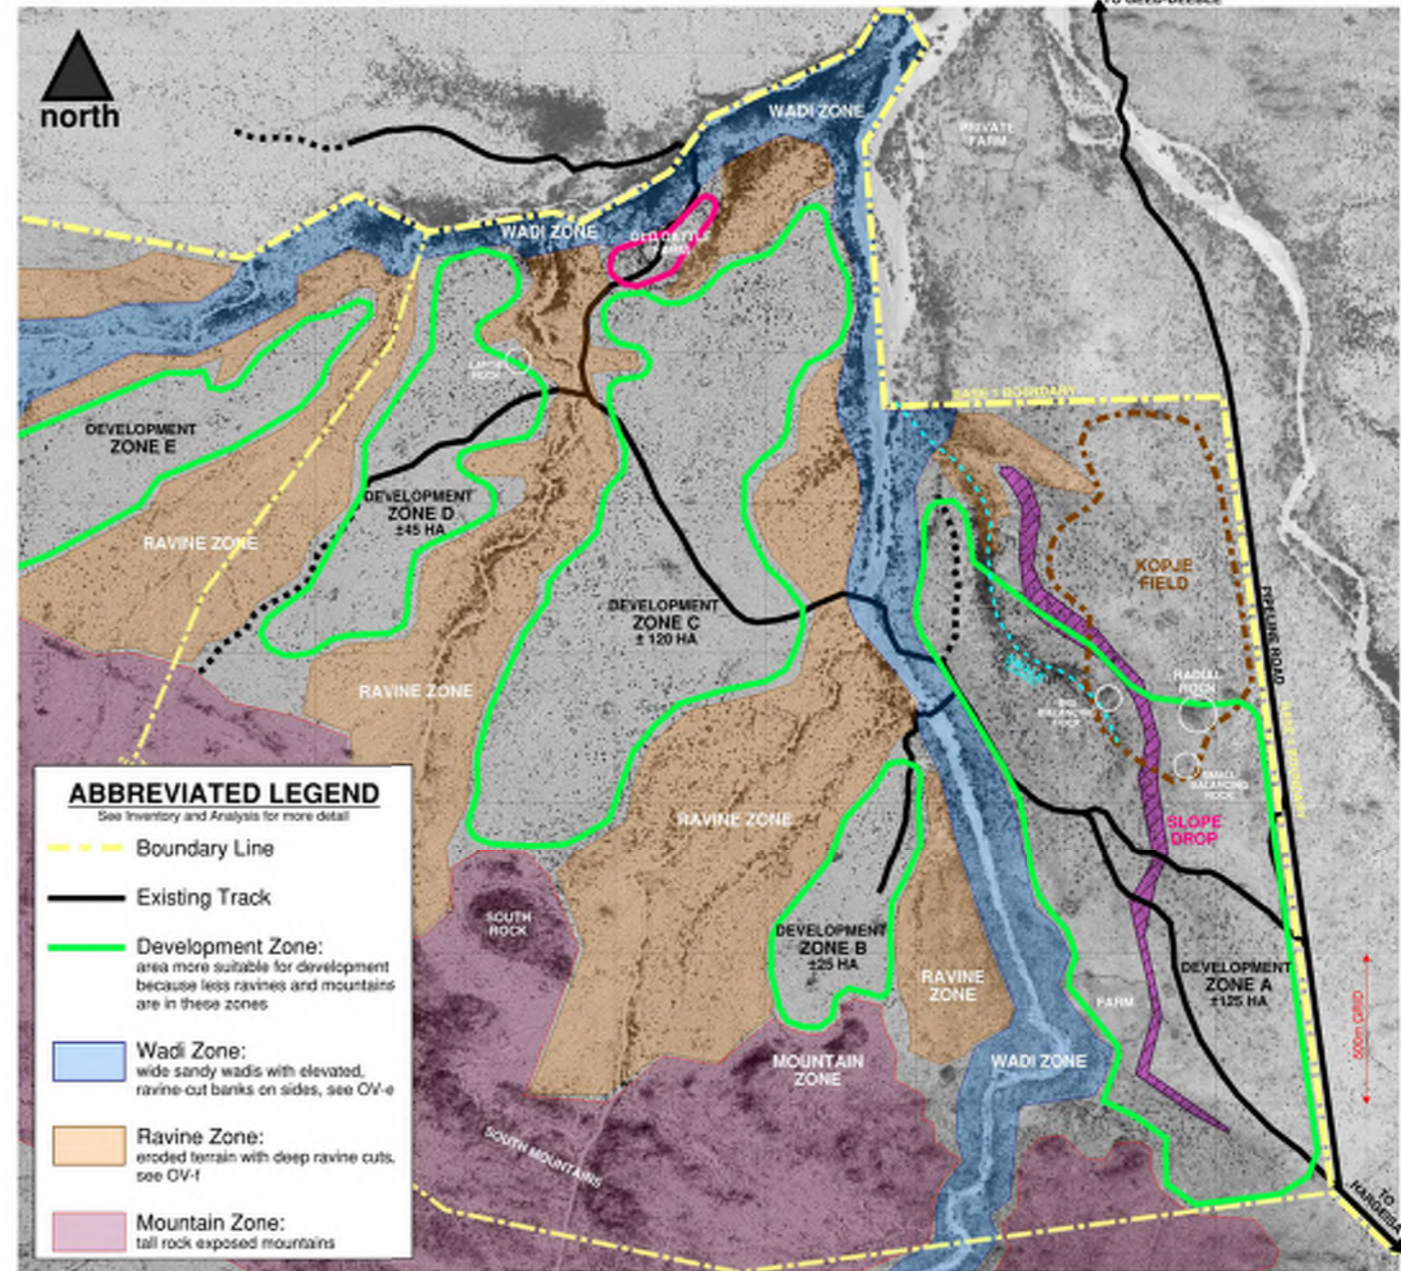 north
WADI ZONE
PRIVATE
FARM
WADI ZONE
BASE 1 BOUNDARY
DEVELOPMENT
ZONE E
DEVELOPMENT
ZONE D
±45 HA
RAVINE ZONE
KOPJE
FIELD
PIPELINE ROAD
DEVELOPMENT
ZONE C
± 120 HA
RADIAL
ROCK
RAVINE ZONE
BIG
BALANCING
ROCK
SMALL
BALANCING
ROCK
RAVINE ZONE
SLOPE
DROP
SOUTH
ROCK
DEVELOPMENT
ZONE B
±25 HA
RAVINE
ZONE
DEVELOPMENT
ZONE A
±125 HA
FARM
MOUNTAIN
ZONE
WADI ZONE
500m GRID
SOUTH MOUNTAINS
TO
HARGEISA
ABBREVIATED LEGEND
See Inventory and Analysis for more detail
Boundary Line
Existing Track
Development Zone:
area more suitable for development
because less ravines and mountains
are in these zones
Wadi Zone:
wide sandy wadis with elevated,
ravine-cut banks on sides, see OV-e
Ravine Zone:
eroded terrain with deep ravine cuts,
see OV-f
Mountain Zone:
tall rock exposed mountains